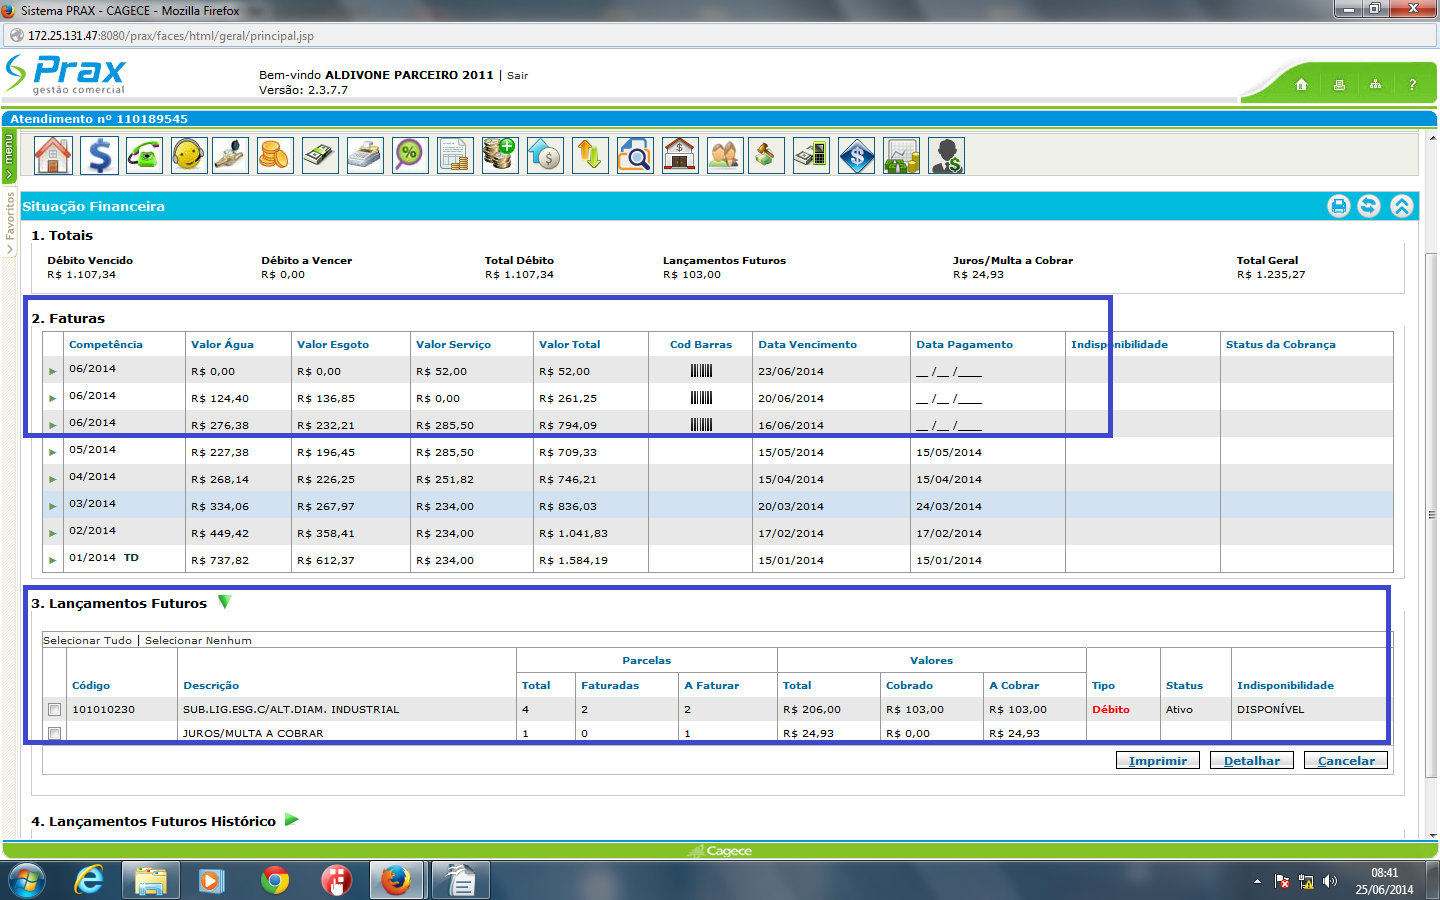 Sistema PRAX - CAGECE - Mozilla Firefox
172.25.131.47:8080/prax/faces/html/geral/principal.jsp
Prax
gestão comercial
Bem-vindo ALDIVONE PARCEIRO 2011 | Sair
Versão: 2.3.7.7
?
Atendimento nº 110189545
menu
Favoritos
Situação Financeira
1. Totais
Débito Vencido Débito a Vencer Total Débito Lançamentos Futuros Juros/Multa a Cobrar Total Geral
R$ 1.107,34 R$ 0,00 R$ 1.107,34 R$ 103,00 R$ 24,93 R$ 1.235,27
2. Faturas
Competência Valor Água Valor Esgoto Valor Serviço Valor Total Cod Barras Data Vencimento Data Pagamento Indisponibilidade Status da Cobrança
06/2014 R$ 0,00 R$ 0,00 R$ 52,00 R$ 52,00 23/06/2014 __ /__ /____
06/2014 R$ 124,40 R$ 136,85 R$ 0,00 R$ 261,25 20/06/2014 __ /__ /____
06/2014 R$ 276,38 R$ 232,21 R$ 285,50 R$ 794,09 16/06/2014 __ /__ /____
05/2014 R$ 227,38 R$ 196,45 R$ 285,50 R$ 709,33 15/05/2014 15/05/2014
04/2014 R$ 268,14 R$ 226,25 R$ 251,82 R$ 746,21 15/04/2014 15/04/2014
03/2014 R$ 334,06 R$ 267,97 R$ 234,00 R$ 836,03 20/03/2014 24/03/2014
02/2014 R$ 449,42 R$ 358,41 R$ 234,00 R$ 1.041,83 17/02/2014 17/02/2014
01/2014 TD R$ 737,82 R$ 612,37 R$ 234,00 R$ 1.584,19 15/01/2014 15/01/2014
3. Lançamentos Futuros
Selecionar Tudo | Selecionar Nenhum
Parcelas Valores
Código Descrição Total Faturadas A Faturar Total Cobrado A Cobrar Tipo Status Indisponibilidade
101010230 SUB.LIG.ESG.C/ALT.DIAM. INDUSTRIAL 4 2 2 R$ 206,00 R$ 103,00 R$ 103,00 Débito Ativo DISPONÍVEL
JUROS/MULTA A COBRAR 1 0 1 R$ 24,93 R$ 0,00 R$ 24,93
Imprimir Detalhar Cancelar
4. Lançamentos Futuros Histórico
Cagece
08:41
25/06/2014